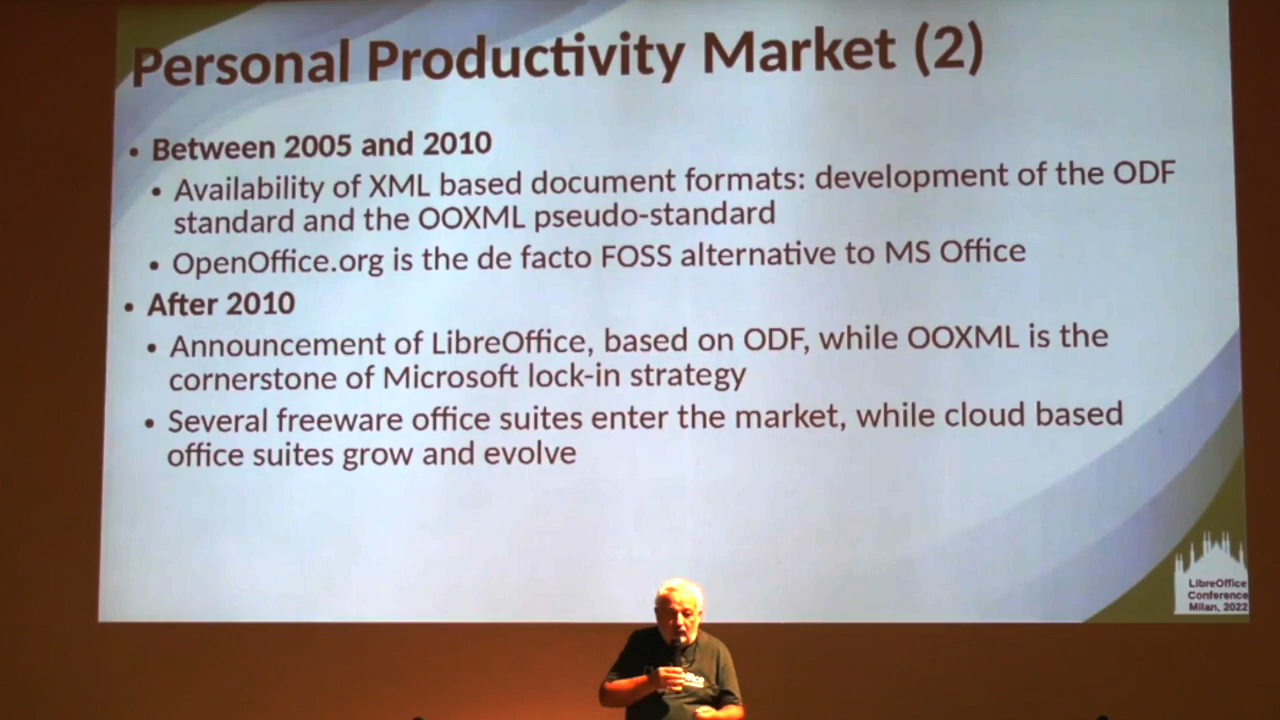 Personal Productivity Market (2)
• Between 2005 and 2010
• Availability of XML based document formats: development of the ODF
standard and the OOXML pseudo-standard
• OpenOffice.org is the de facto FOSS alternative to MS Office
• After 2010
• Announcement of LibreOffice, based on ODF, while OOXML is the
cornerstone of Microsoft lock-in strategy
• Several freeware office suites enter the market, while cloud based
office suites grow and evolve
LibreOffice
Conference
Milan, 2022